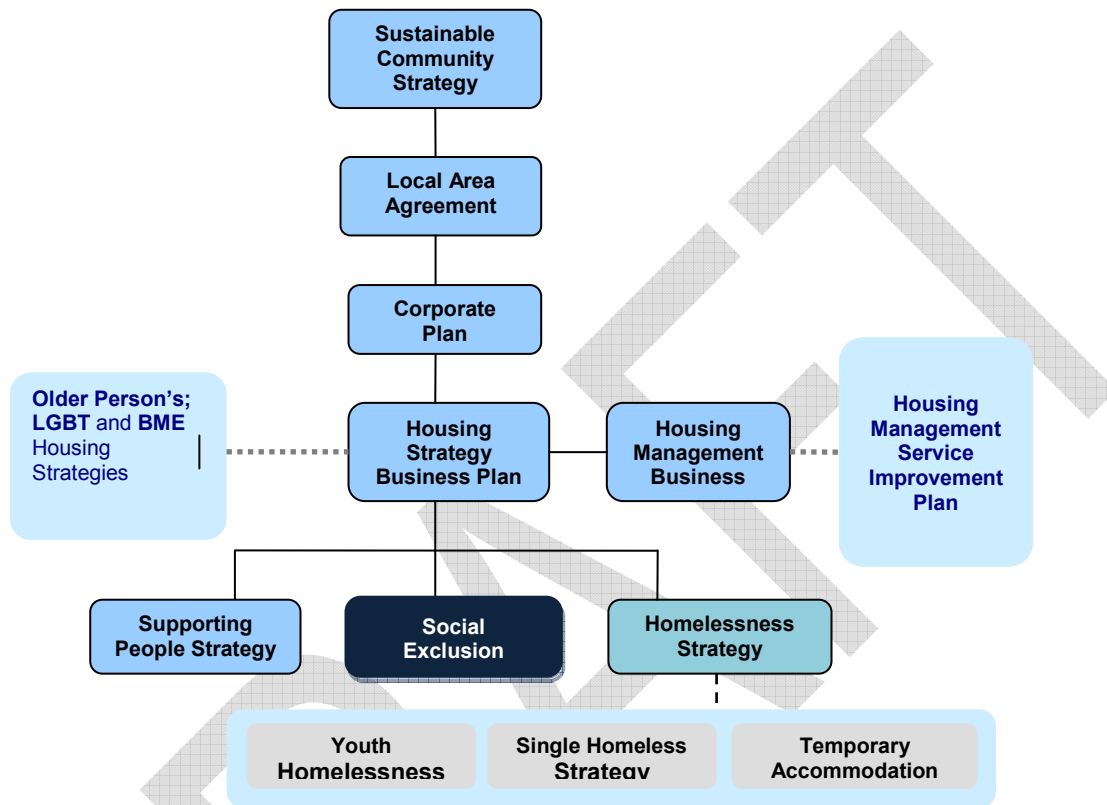 Sustainable
Community
Strategy
Local Area
Agreement
Corporate
Plan
Older Person’s;
LGBT and BME
Housing
Strategies
Housing
Strategy
Business Plan
Housing
Management
Business
Housing
Management
Service
Improvement
Plan
Supporting
People Strategy
Social
Exclusion
Homelessness
Strategy
Youth
Homelessness
Single Homeless
Strategy
Temporary
Accommodation
DRAFT